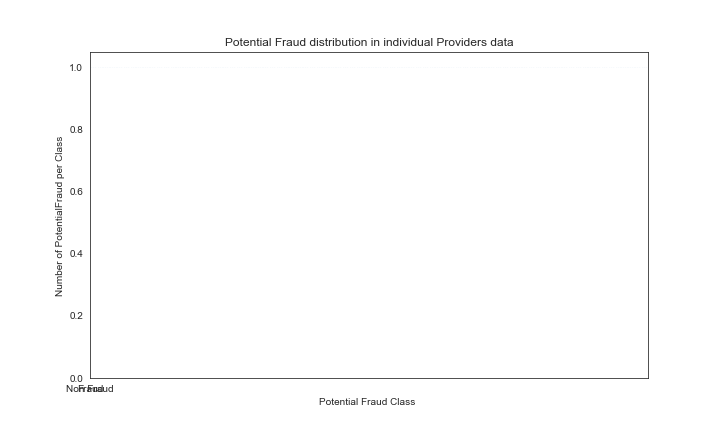 Potential Fraud distribution in individual Providers data
1.0
0.8
0.6
0.4
0.2
0.0
Number of PotentialFraud per Class
Non Fraud
Fraud
Potential Fraud Class